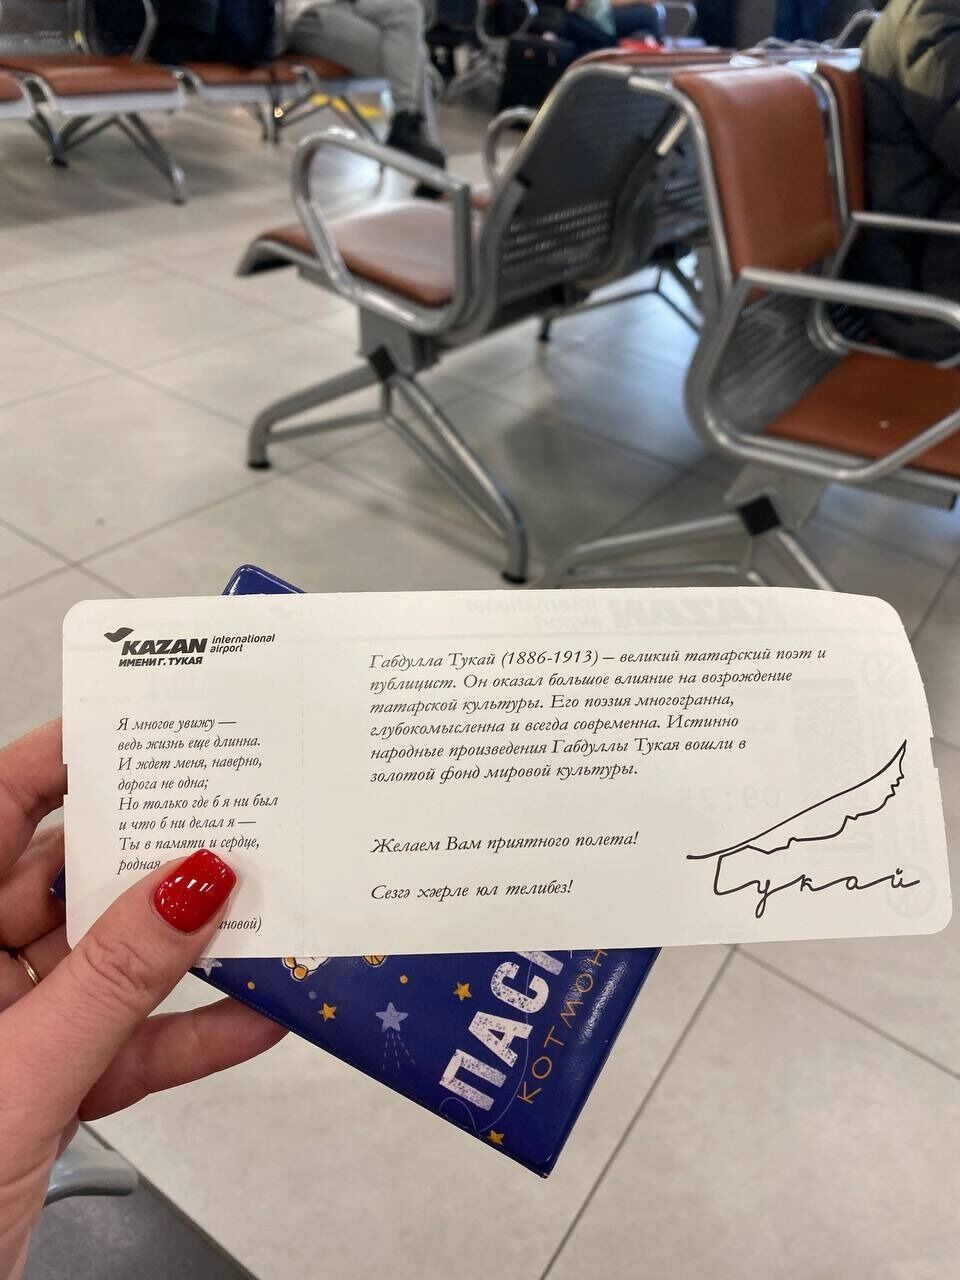 KAZAN international
airport
ИМЕНИ Г. ТУКАЯ
Я многое увижу —
ведь жизнь еще длинна.
И ждет меня, наверно,
дорога не одна;
Но только где б я ни был
и что б ни делал я —
Ты в памяти и сердце,
родная
новой)
Габдулла Тукай (1886-1913) – великий татарский поэт и
публицист. Он оказал большое влияние на возрождение
татарской культуры. Его поэзия многогранна,
глубокомысленна и всегда современна. Истинно
народные произведения Габдуллы Тукая вошли в
золотой фонд мировой культуры.
Желаем Вам приятного полета!
Сезгә хәерле юл телибез!
Тукай
ПАСП
КОТМОН